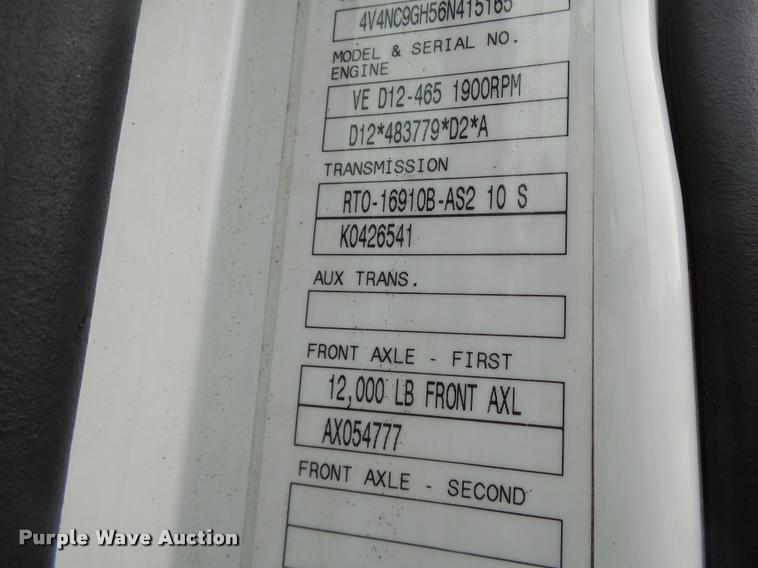 4V4NC9GH56N415165
MODEL & SERIAL NO.
ENGINE
VE D12-465 1900RPM
D12*483779*D2*A
TRANSMISSION
RTO-16910B-AS2 10 S
K0426541
AUX TRANS.
FRONT AXLE - FIRST
12,000 LB FRONT AXL
AX054777
FRONT AXLE - SECOND
Purple Wave Auction